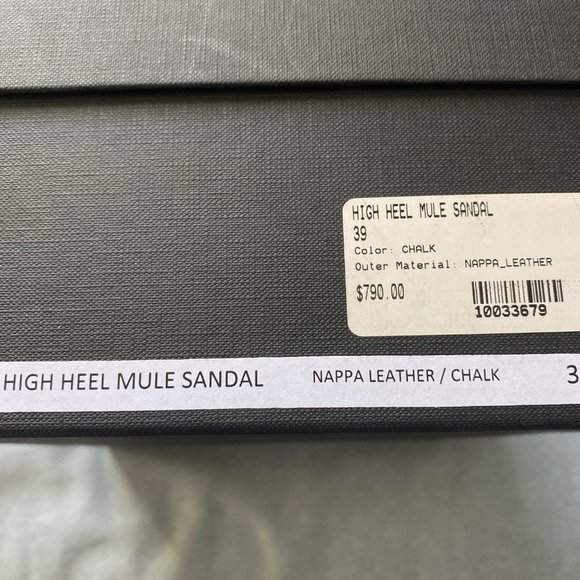 HIGH HEEL MULE SANDAL
39
Color: CHALK
Outer Material: NAPPA_LEATHER
$790.00
10033679
HIGH HEEL MULE SANDAL NAPPA LEATHER / CHALK 3